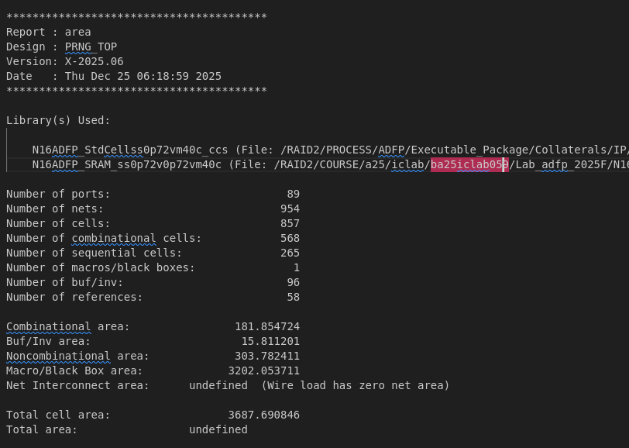 ****************************************
Report : area
Design : PRNG_TOP
Version: X-2025.06
Date   : Thu Dec 25 06:18:59 2025
****************************************
Library(s) Used:
N16ADFP_StdCellss0p72vm40c_ccs (File: /RAID2/PROCESS/ADFP/Executable_Package/Collaterals/IP/
N16ADFP_SRAM_ss0p72v0p72vm40c (File: /RAID2/COURSE/a25/iclab/ba25iclab059/Lab_adfp_2025F/N16
Number of ports: 89
Number of nets: 954
Number of cells: 857
Number of combinational cells: 568
Number of sequential cells: 265
Number of macros/black boxes: 1
Number of buf/inv: 96
Number of references: 58
Combinational area: 181.854724
Buf/Inv area: 15.811201
Noncombinational area: 303.782411
Macro/Black Box area: 3202.053711
Net Interconnect area: undefined (Wire load has zero net area)
Total cell area: 3687.690846
Total area: undefined